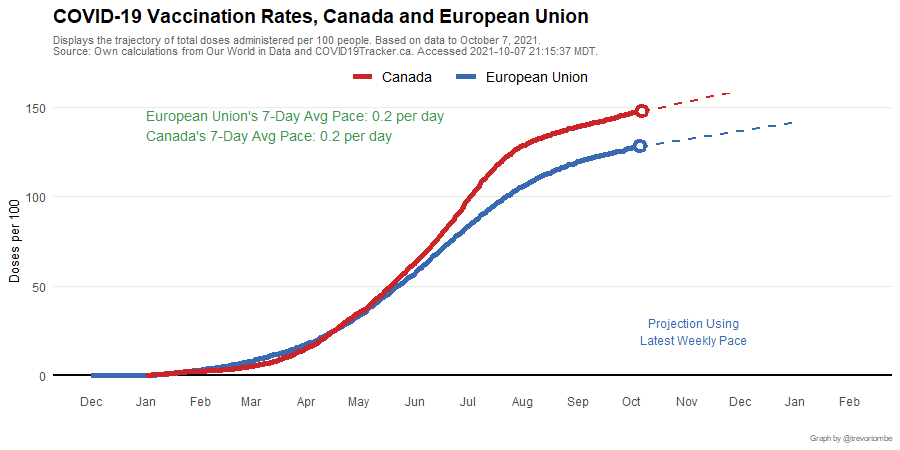 COVID-19 Vaccination Rates, Canada and European Union
Displays the trajectory of total doses administered per 100 people. Based on data to October 7, 2021.
Source: Own calculations from Our World in Data and COVID19Tracker.ca. Accessed 2021-10-07 21:15:37 MDT.
Canada European Union
European Union's 7-Day Avg Pace: 0.2 per day
Canada's 7-Day Avg Pace: 0.2 per day
150
100
50
0
Doses per 100
Projection Using
Latest Weekly Pace
Dec Jan Feb Mar Apr May Jun Jul Aug Sep Oct Nov Dec Jan Feb
Graph by @trevortombe